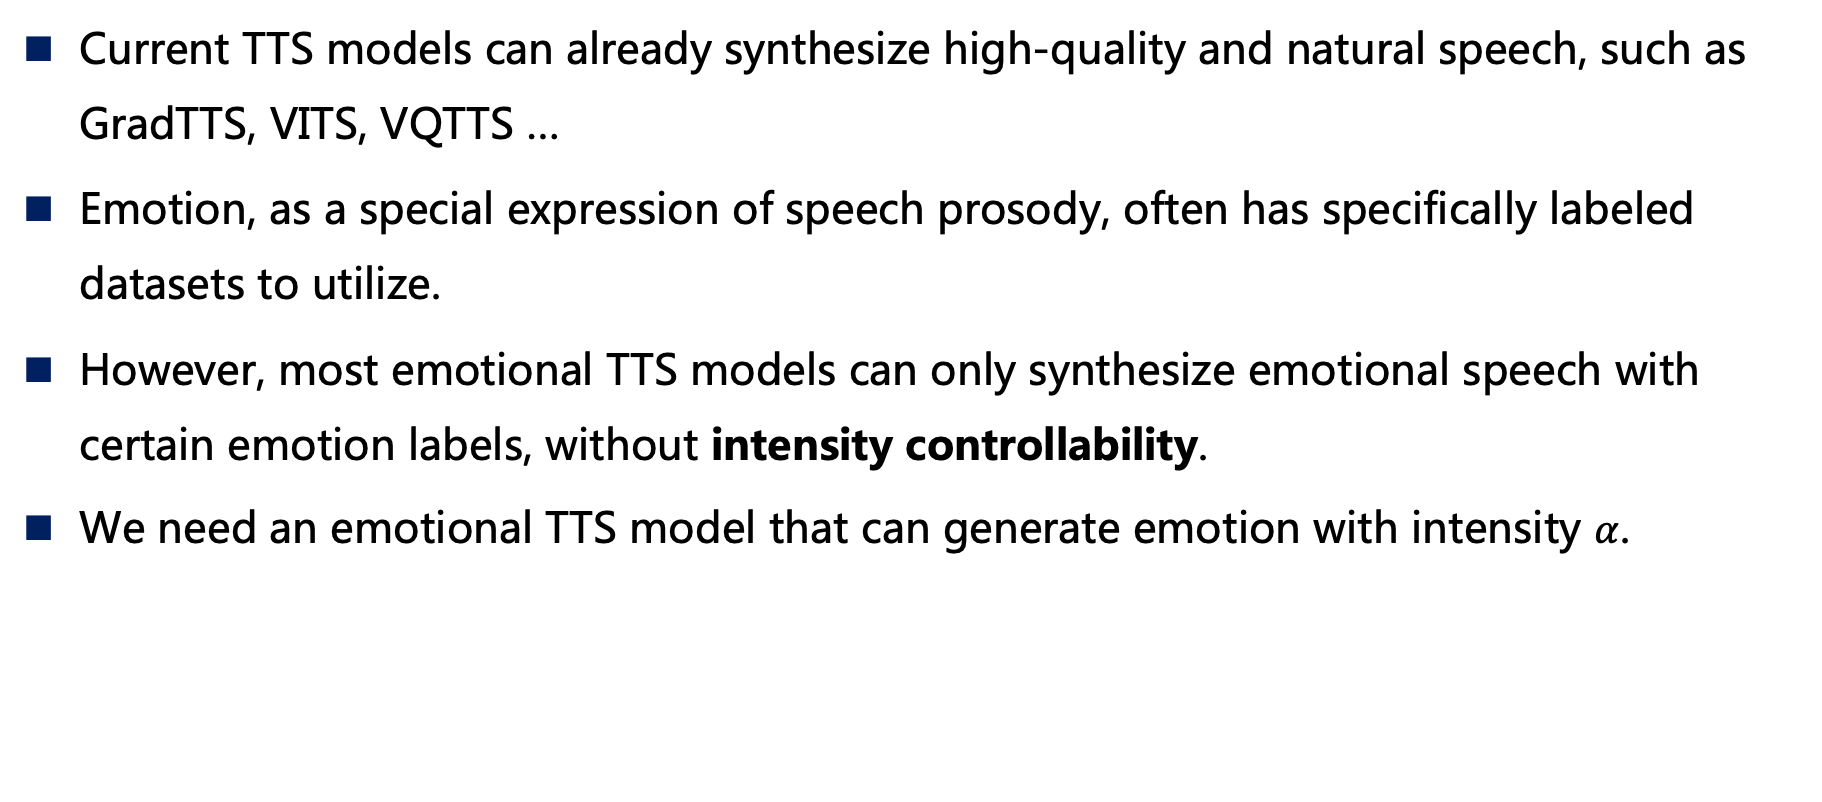 ■ Current TTS models can already synthesize high-quality and natural speech, such as
GradTTS, VITS, VQTTS ...
■ Emotion, as a special expression of speech prosody, often has specifically labeled
datasets to utilize.
■ However, most emotional TTS models can only synthesize emotional speech with
certain emotion labels, without intensity controllability.
■ We need an emotional TTS model that can generate emotion with intensity α.